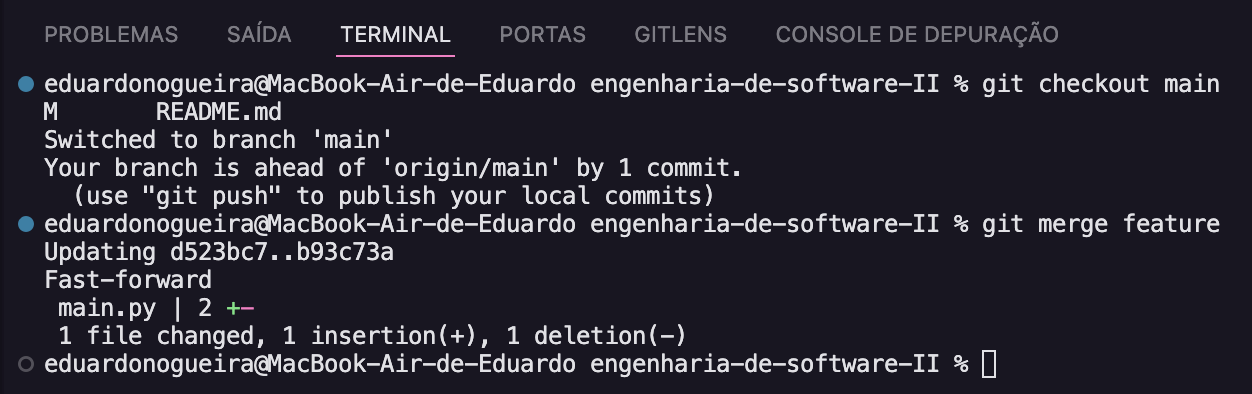 PROBLEMAS SAÍDA TERMINAL PORTAS GITLENS CONSOLE DE DEPURAÇÃO
eduardonogueira@MacBook-Air-de-Eduardo engenharia-de-software-II % git checkout main
M       README.md
Switched to branch 'main'
Your branch is ahead of 'origin/main' by 1 commit.
  (use "git push" to publish your local commits)
eduardonogueira@MacBook-Air-de-Eduardo engenharia-de-software-II % git merge feature
Updating d523bc7..b93c73a
Fast-forward
 main.py | 2 +-
 1 file changed, 1 insertion(+), 1 deletion(-)
eduardonogueira@MacBook-Air-de-Eduardo engenharia-de-software-II %